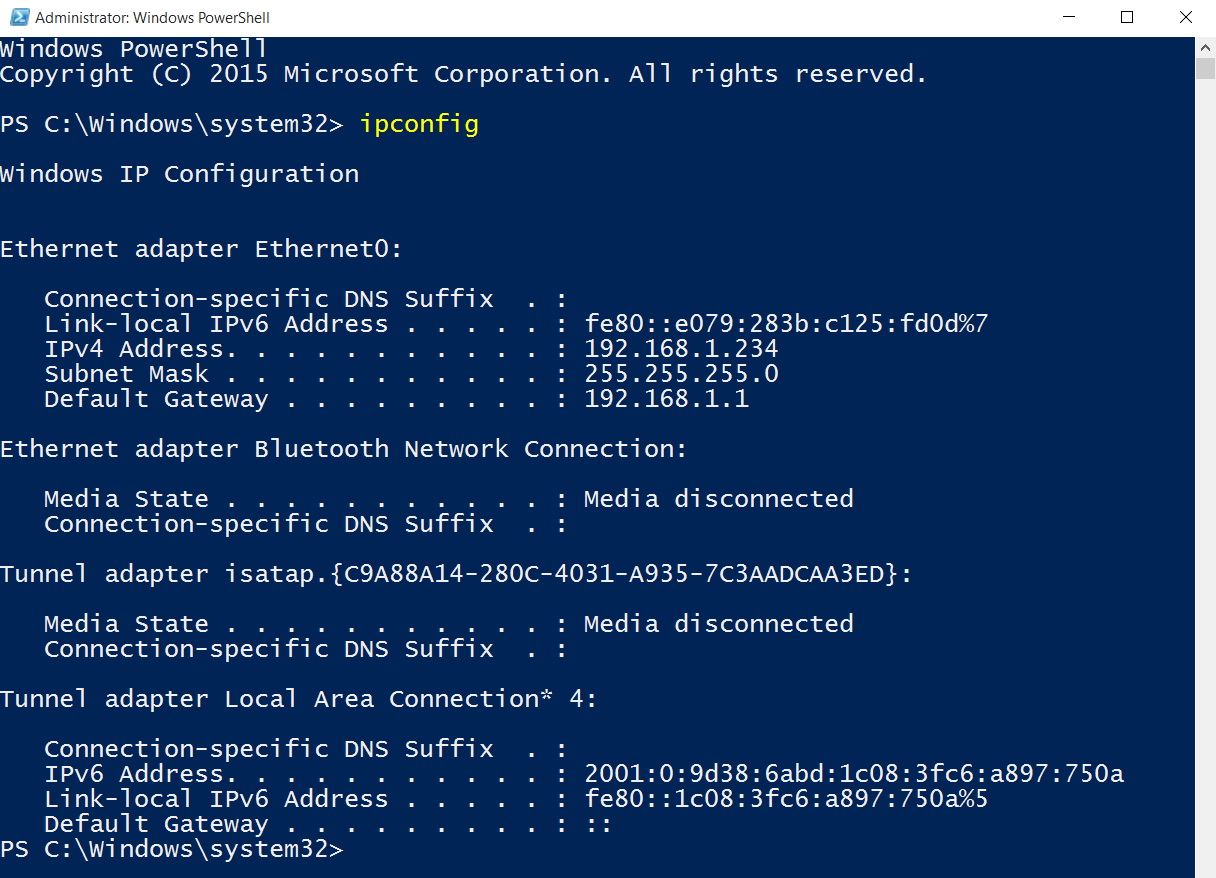 Administrator: Windows PowerShell
Windows PowerShell
Copyright (C) 2015 Microsoft Corporation. All rights reserved.
PS C:\Windows\system32> ipconfig
Windows IP Configuration
Ethernet adapter Ethernet0:
   Connection-specific DNS Suffix  . :
   Link-local IPv6 Address . . . . . : fe80::e079:283b:c125:fd0d%7
   IPv4 Address. . . . . . . . . . . : 192.168.1.234
   Subnet Mask . . . . . . . . . . . : 255.255.255.0
   Default Gateway . . . . . . . . . : 192.168.1.1
Ethernet adapter Bluetooth Network Connection:
   Media State . . . . . . . . . . . : Media disconnected
   Connection-specific DNS Suffix  . :
Tunnel adapter isatap.{C9A88A14-280C-4031-A935-7C3AADCAA3ED}:
   Media State . . . . . . . . . . . : Media disconnected
   Connection-specific DNS Suffix  . :
Tunnel adapter Local Area Connection* 4:
   Connection-specific DNS Suffix  . :
   IPv6 Address. . . . . . . . . . . : 2001:0:9d38:6abd:1c08:3fc6:a897:750a
   Link-local IPv6 Address . . . . . : fe80::1c08:3fc6:a897:750a%5
   Default Gateway . . . . . . . . . : ::
PS C:\Windows\system32>